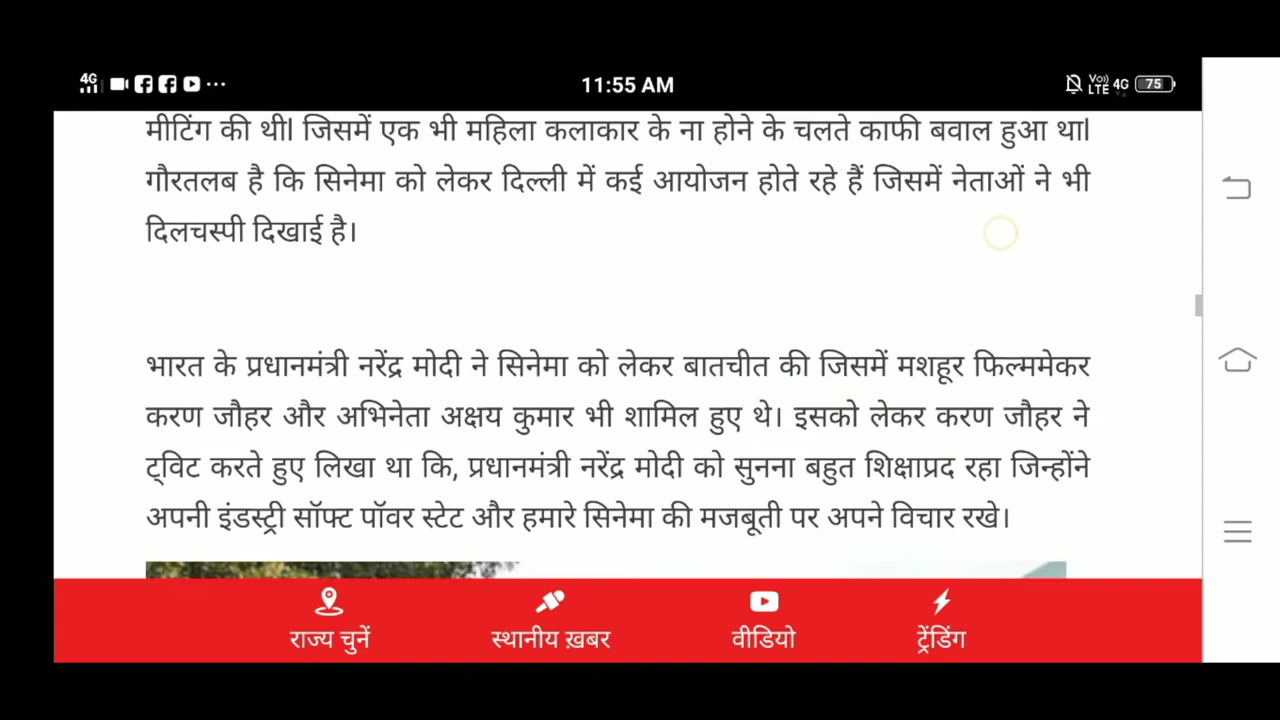 4G
11:55 AM
Vo))
LTE
4G
75
मीटिंग की थीl जिसमें एक भी महिला कलाकार के ना होने के चलते काफी बवाल हुआ थाl
गौरतलब है कि सिनेमा को लेकर दिल्ली में कई आयोजन होते रहे हैं जिसमें नेताओं ने भी
दिलचस्पी दिखाई है।
भारत के प्रधानमंत्री नरेंद्र मोदी ने सिनेमा को लेकर बातचीत की जिसमें मशहूर फिल्ममेकर
करण जौहर और अभिनेता अक्षय कुमार भी शामिल हुए थे। इसको लेकर करण जौहर ने
ट्विट करते हुए लिखा था कि, प्रधानमंत्री नरेंद्र मोदी को सुनना बहुत शिक्षाप्रद रहा जिन्होंने
अपनी इंडस्ट्री सॉफ्ट पॉवर स्टेट और हमारे सिनेमा की मजबूती पर अपने विचार रखे।
राज्य चुनें
स्थानीय ख़बर
वीडियो
ट्रेंडिंग